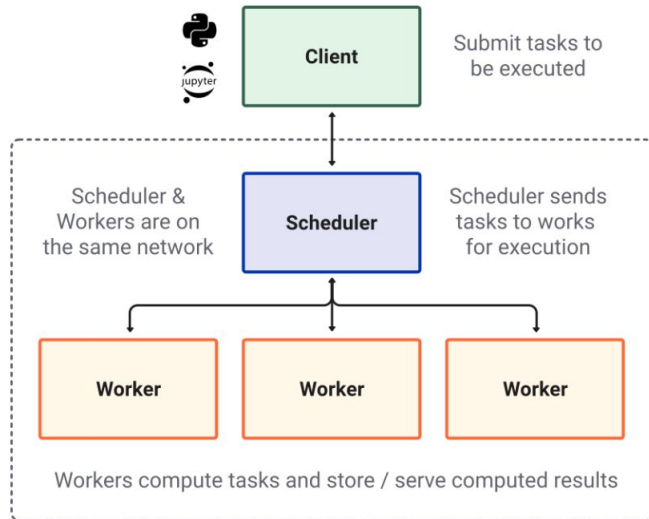 Client
Submit tasks to
be executed
jupyter
Scheduler &
Workers are on
the same network
Scheduler
Scheduler sends
tasks to works
for execution
Worker
Worker
Worker
Workers compute tasks and store / serve computed results